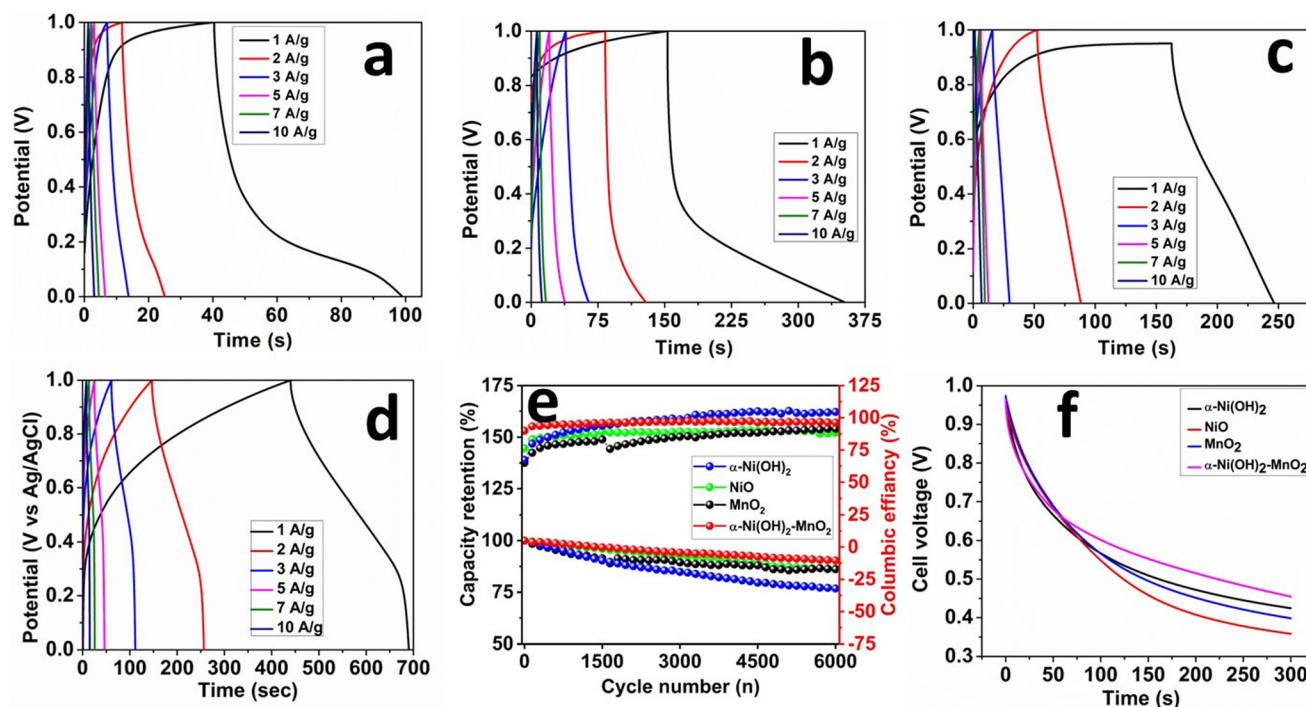 a
1 A/g
2 A/g
3 A/g
5 A/g
7 A/g
10 A/g
Potential (V)
1.0
0.8
0.6
0.4
0.2
0.0
0 20 40 60 80 100
Time (s)
b
1 A/g
2 A/g
3 A/g
5 A/g
7 A/g
10 A/g
Potential (V)
1.0
0.8
0.6
0.4
0.2
0.0
0 75 150 225 300 375
Time (s)
c
1 A/g
2 A/g
3 A/g
5 A/g
7 A/g
10 A/g
Potential (V)
1.0
0.8
0.6
0.4
0.2
0.0
0 50 100 150 200 250
Time (s)
d
1 A/g
2 A/g
3 A/g
5 A/g
7 A/g
10 A/g
Potential (V vs Ag/AgCl)
1.0
0.8
0.6
0.4
0.2
0.0
0 100 200 300 400 500 600 700
Time (sec)
e
α-Ni(OH)₂
NiO
MnO₂
α-Ni(OH)₂-MnO₂
Capacity retention (%)
175
150
125
100
75
50
Columbic effiancy (%)
125
100
75
50
25
0
-25
-50
-75
0 1500 3000 4500 6000
Cycle number (n)
f
α-Ni(OH)₂
NiO
MnO₂
α-Ni(OH)₂-MnO₂
Cell voltage (V)
1.0
0.9
0.8
0.7
0.6
0.5
0.4
0.3
0 50 100 150 200 250 300
Time (s)